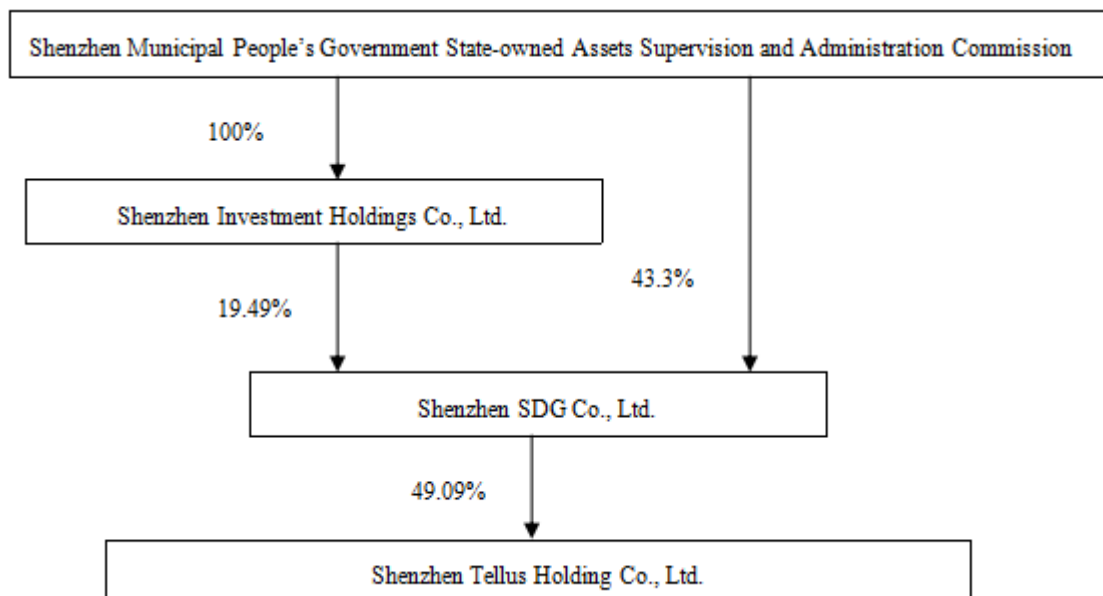 Shenzhen Municipal People’s Government State-owned Assets Supervision and Administration Commission
100%
Shenzhen Investment Holdings Co., Ltd.
43.3%
19.49%
Shenzhen SDG Co., Ltd.
49.09%
Shenzhen Tellus Holding Co., Ltd.